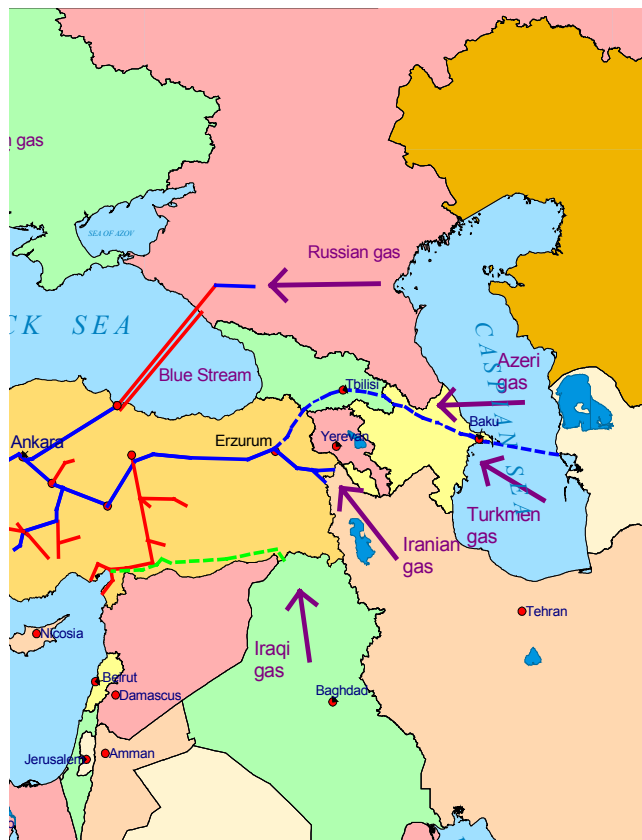 gas
SEA OF AZOV
Russian gas
CK SEA
CASPIAN SEA
Blue Stream
Azeri
gas
Tbilisi
Baku
Ankara
Erzurum
Yerevan
Turkmen
gas
Iranian
gas
Tehran
Nicosia
Iraqi
gas
Beirut
Damascus
Baghdad
Jerusalem
Amman